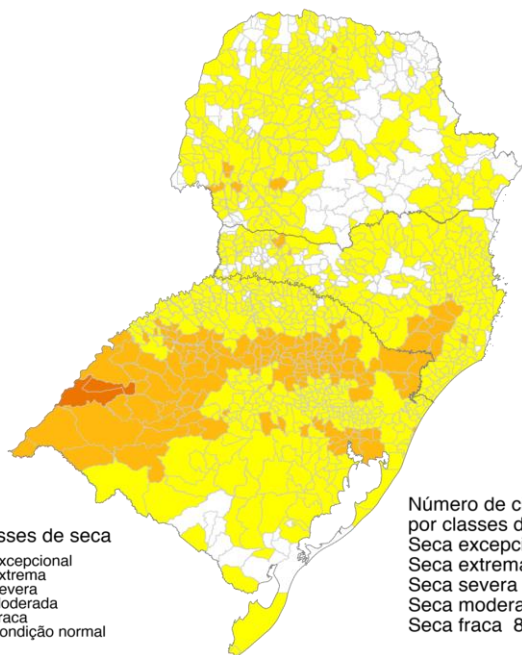 sses de seca
xcepcional
xtrema
evera
oderada
raca
ondição normal
Número de c
por classes d
Seca excepci
Seca extrema
Seca severa
Seca modera
Seca fraca 8